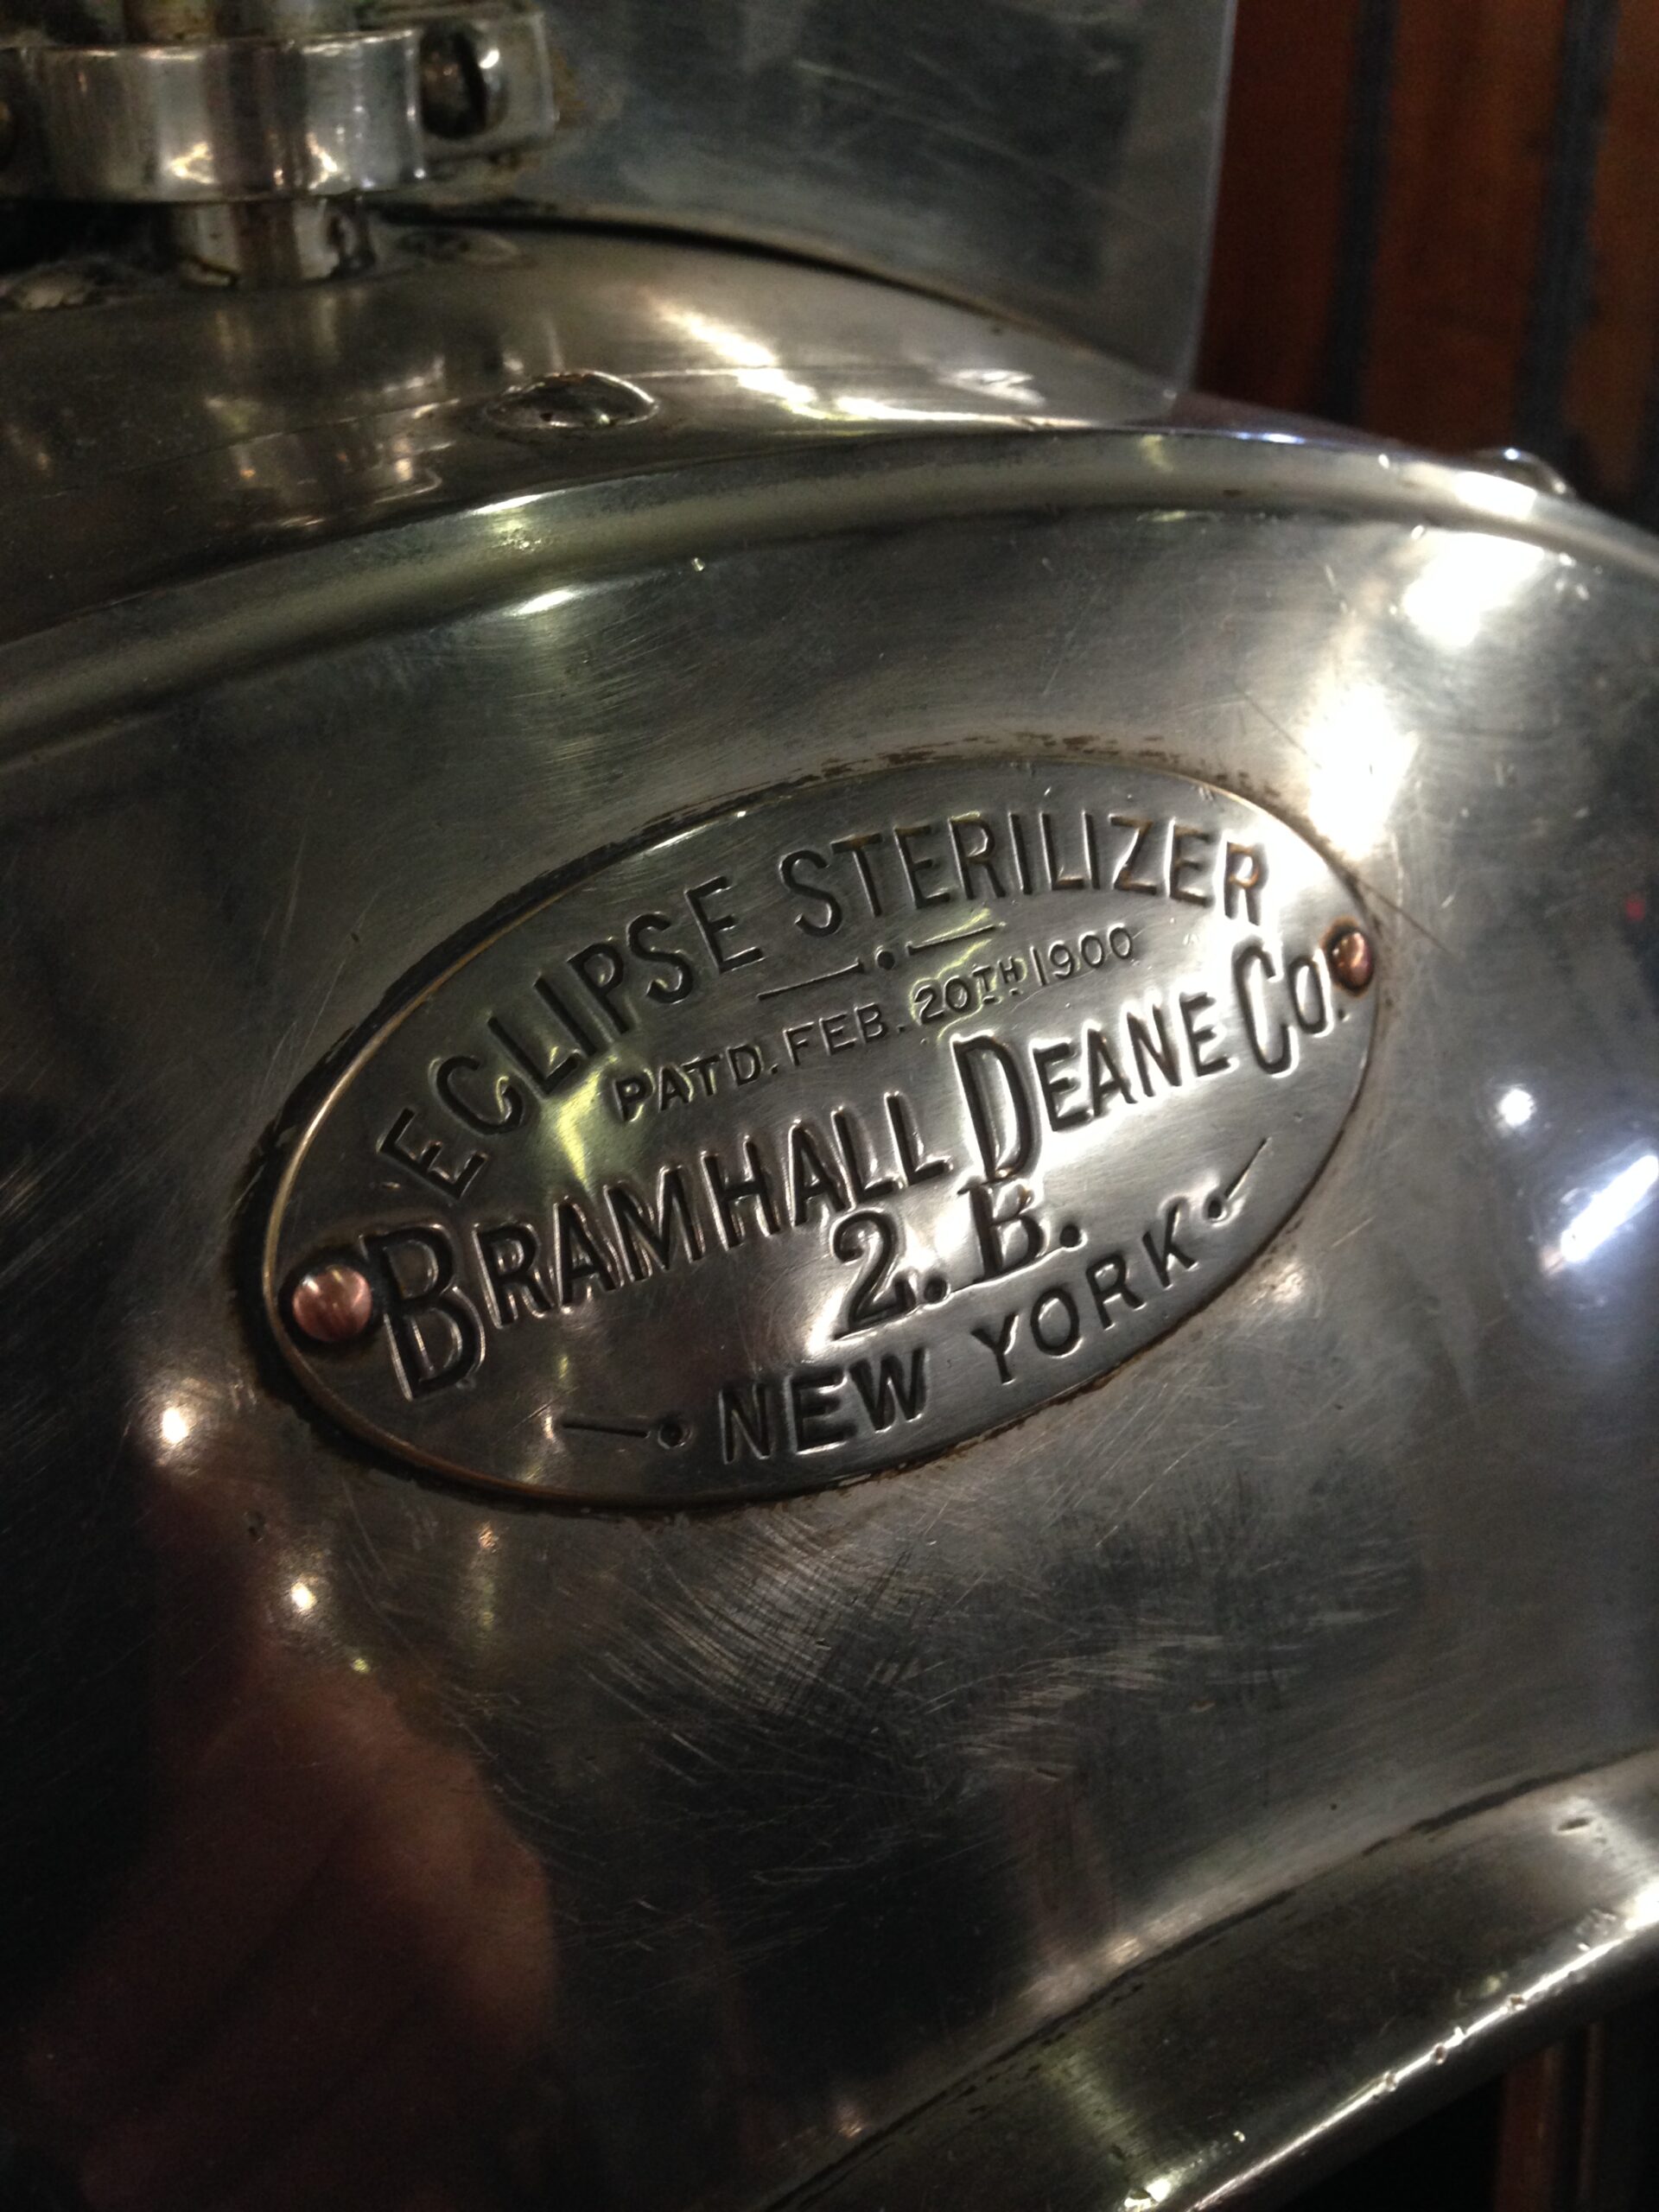 ECLIPSE STERILIZER
PATD. FEB. 20TH 1900
BRAMHALL DEANE CO.
2. B.
NEW YORK